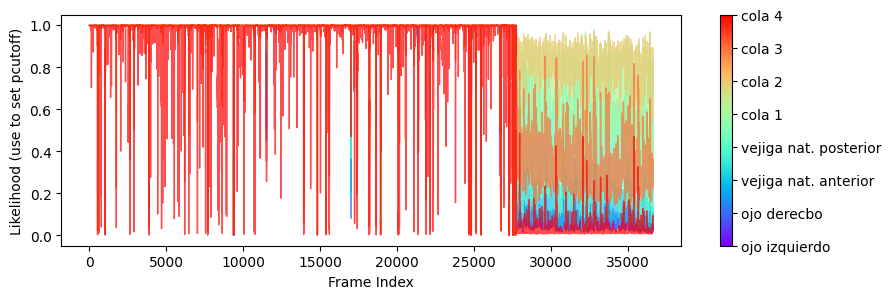 Likelihood (use to set pcutoff)
1.0
0.8
0.6
0.4
0.2
0.0
0
5000
10000
15000
20000
25000
30000
35000
Frame Index
cola 4
cola 3
cola 2
cola 1
vejiga nat. posterior
vejiga nat. anterior
ojo derecbo
ojo izquierdo